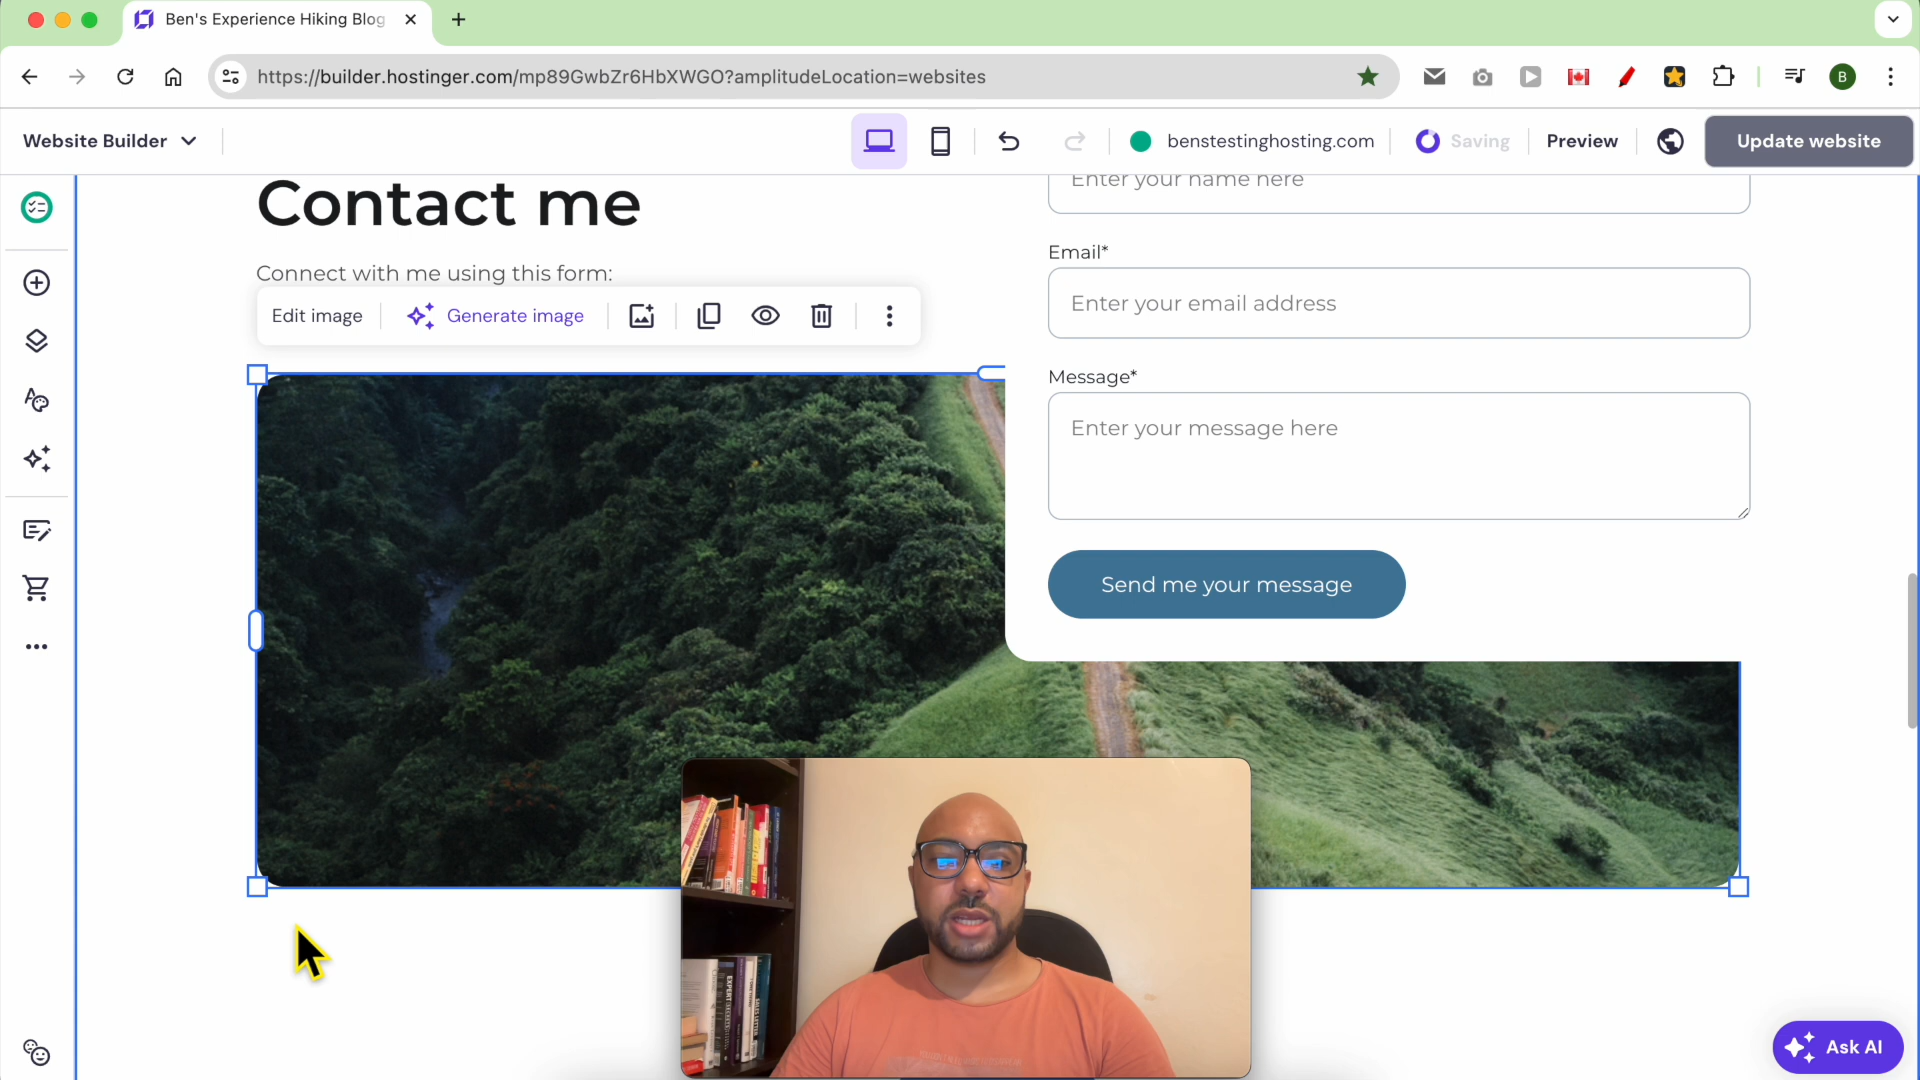 Ben's Experience Hiking Blog
https://builder.hostinger.com/mp89GwbZr6HbXWGO?amplitudeLocation=websites
B
Website Builder
benstestinghosting.com
Saving
Preview
Update website
Contact me
Connect with me using this form:
Edit image
Generate image
Enter your name here
Email*
Enter your email address
Message*
Enter your message here
Send me your message
Ask AI